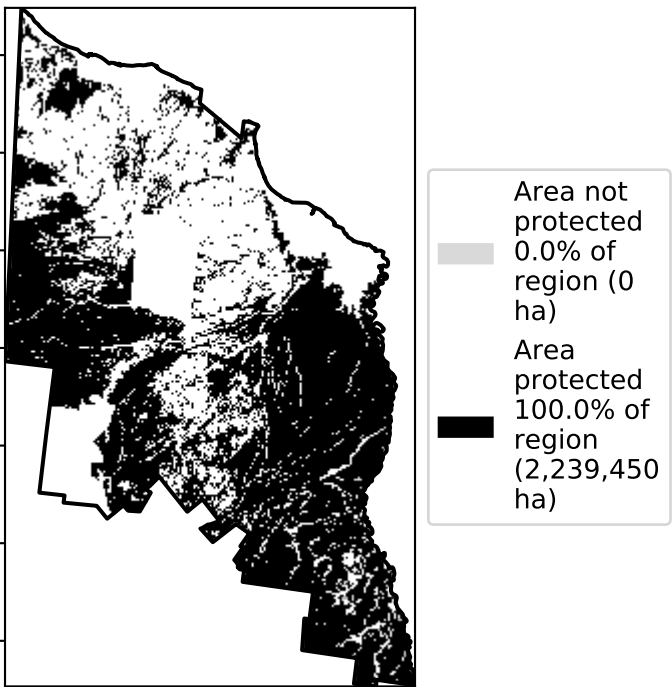 Area not
protected
0.0% of
region (0
ha)
Area
protected
100.0% of
region
(2,239,450
ha)